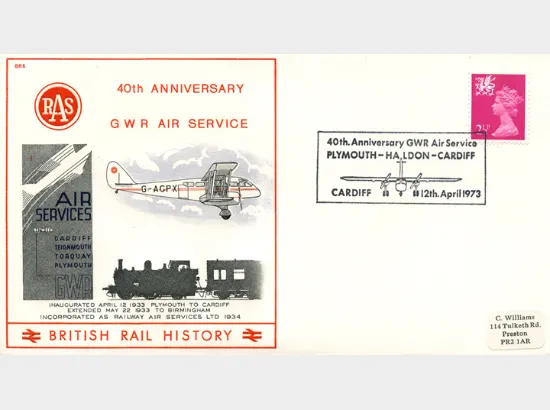 BR8
RAS
40th ANNIVERSARY
GWR AIR SERVICE
G-ACPX
AIR
SERVICES
BETWEEN
CARDIFF
TEIGNMOUTH
TORQUAY
PLYMOUTH
GWR
INAUGURATED APRIL 12 1933 PLYMOUTH TO CARDIFF
EXTENDED MAY 22 1933 TO BIRMINGHAM
INCORPORATED AS RAILWAY AIR SERVICES LTD 1934
BRITISH RAIL HISTORY
2½P
40th. Anniversary GWR Air Service
PLYMOUTH-HALDON-CARDIFF
CARDIFF 12th. April 1973
C. Williams
114 Tulketh Rd.
Preston
PR2 1AR